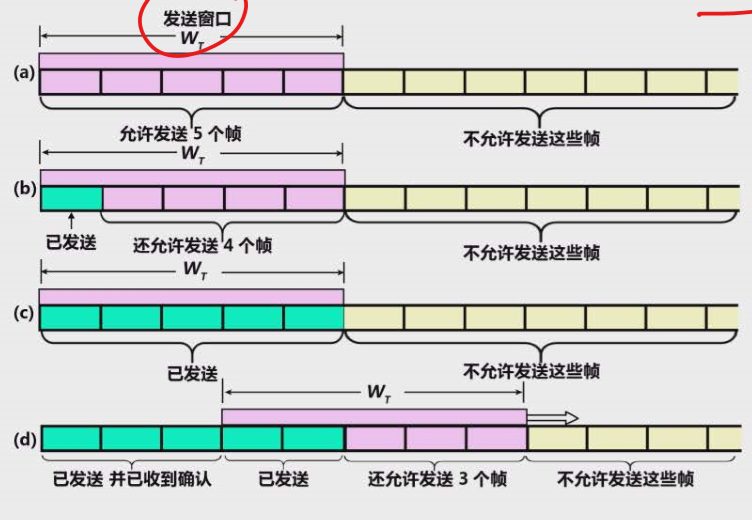 发送窗口
W_T
(a)
允许发送 5 个帧
不允许发送这些帧
W_T
(b)
已发送
还允许发送 4 个帧
不允许发送这些帧
W_T
(c)
已发送
不允许发送这些帧
W_T
(d)
已发送 并已收到确认
已发送
还允许发送 3 个帧
不允许发送这些帧